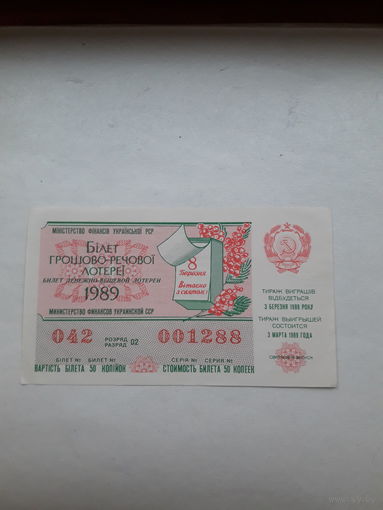 МІНІСТЕРСТВО ФІНАНСІВ УКРАЇНСЬКОЇ РСР
БІЛЕТ
ГРОШОВО-РЕЧОВОЇ
ЛОТЕРЕЇ
БИЛЕТ ДЕНЕЖНО-ВЕЩЕВОЙ ЛОТЕРЕИ
1989
МИНИСТЕРСТВО ФИНАНСОВ УКРАИНСКОЙ ССР
8
Березня
Вітаємо
з святом!
ТИРАЖ ВИГРАШІВ
ВІДБУДЕТЬСЯ
3 БЕРЕЗНЯ 1989 РОКУ
ТИРАЖ ВЫИГРЫШЕЙ
СОСТОИТСЯ
3 МАРТА 1989 ГОДА
042
РОЗРЯД
РАЗРЯД 02
001288
БІЛЕТ № БИЛЕТ №
СЕРІЯ № СЕРИЯ №
ВАРТІСТЬ БІЛЕТА 50 КОПІЙОК
СТОИМОСТЬ БИЛЕТА 50 КОПЕЕК